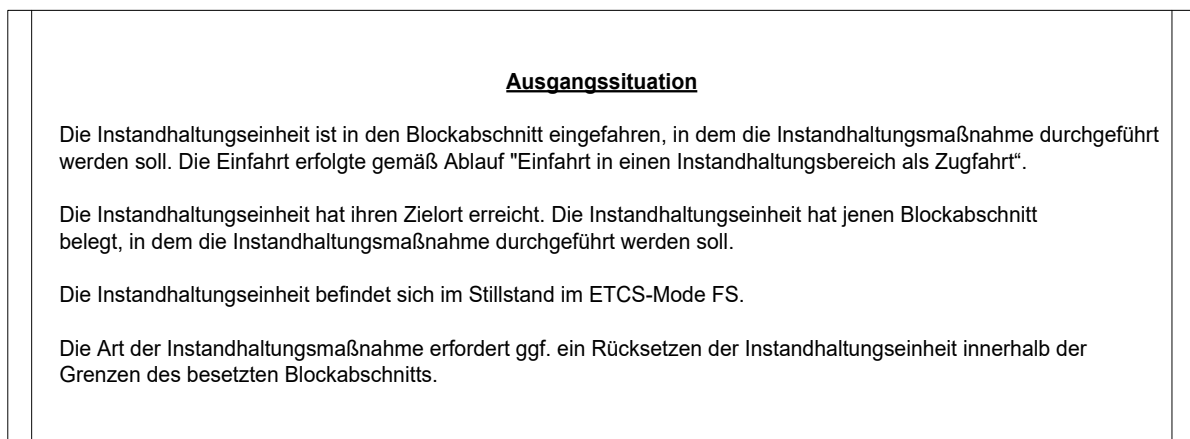 Ausgangssituation
Die Instandhaltungseinheit ist in den Blockabschnitt eingefahren, in dem die Instandhaltungsmaßnahme durchgeführt
werden soll. Die Einfahrt erfolgte gemäß Ablauf "Einfahrt in einen Instandhaltungsbereich als Zugfahrt“.
Die Instandhaltungseinheit hat ihren Zielort erreicht. Die Instandhaltungseinheit hat jenen Blockabschnitt
belegt, in dem die Instandhaltungsmaßnahme durchgeführt werden soll.
Die Instandhaltungseinheit befindet sich im Stillstand im ETCS-Mode FS.
Die Art der Instandhaltungsmaßnahme erfordert ggf. ein Rücksetzen der Instandhaltungseinheit innerhalb der
Grenzen des besetzten Blockabschnitts.